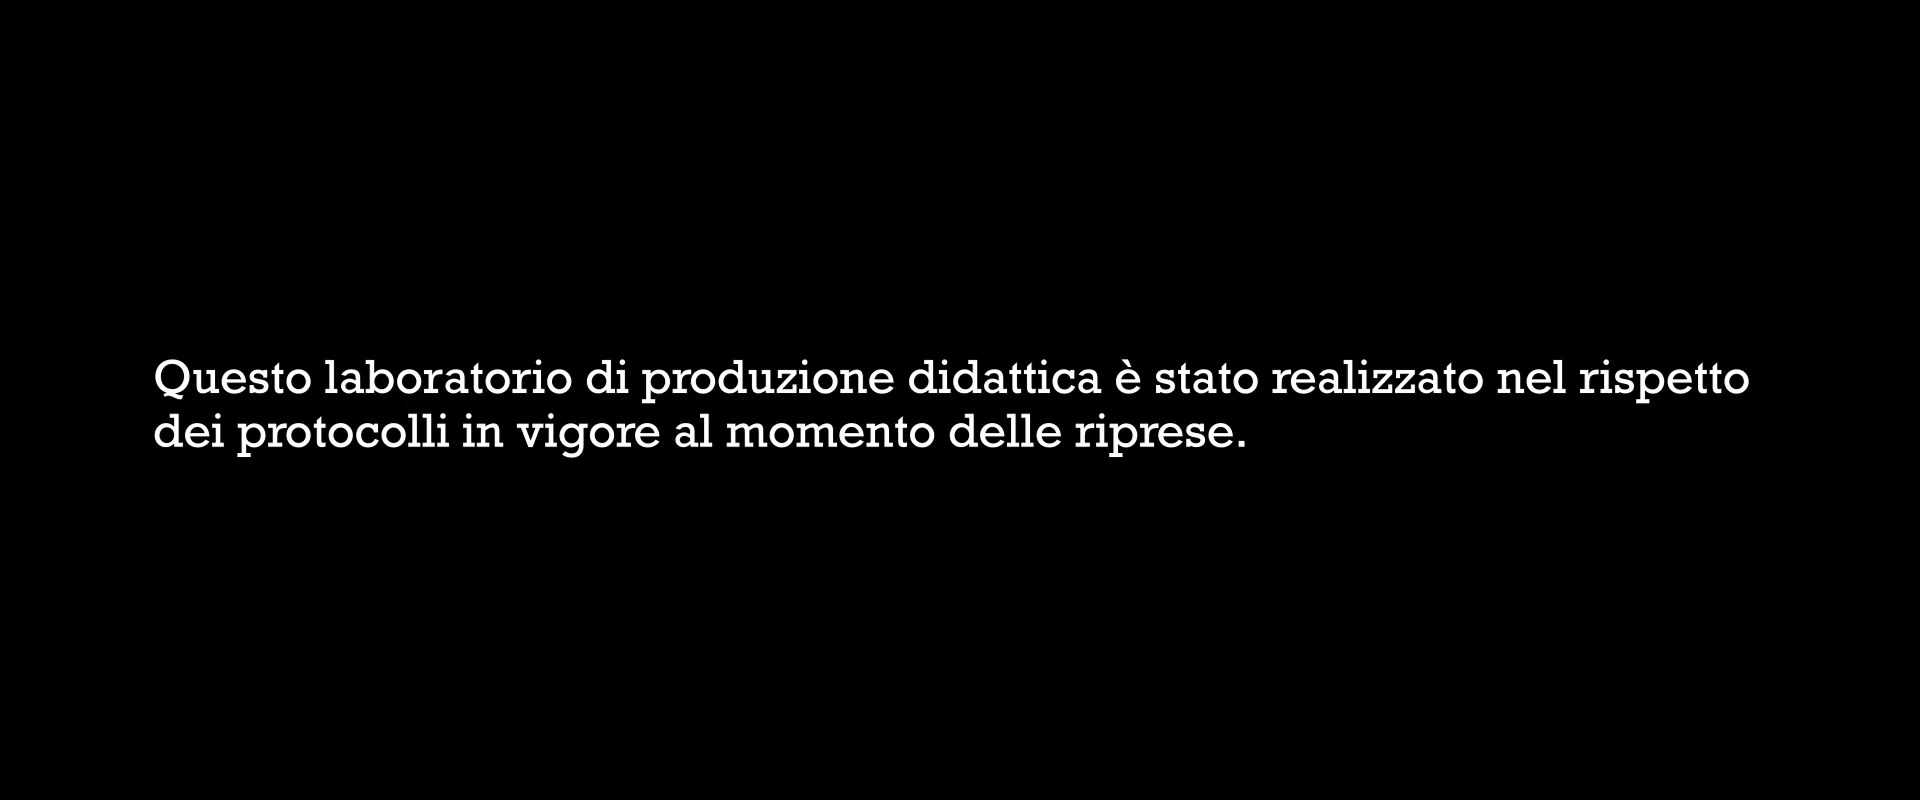 Questo laboratorio di produzione didattica è stato realizzato nel rispetto
dei protocolli in vigore al momento delle riprese.